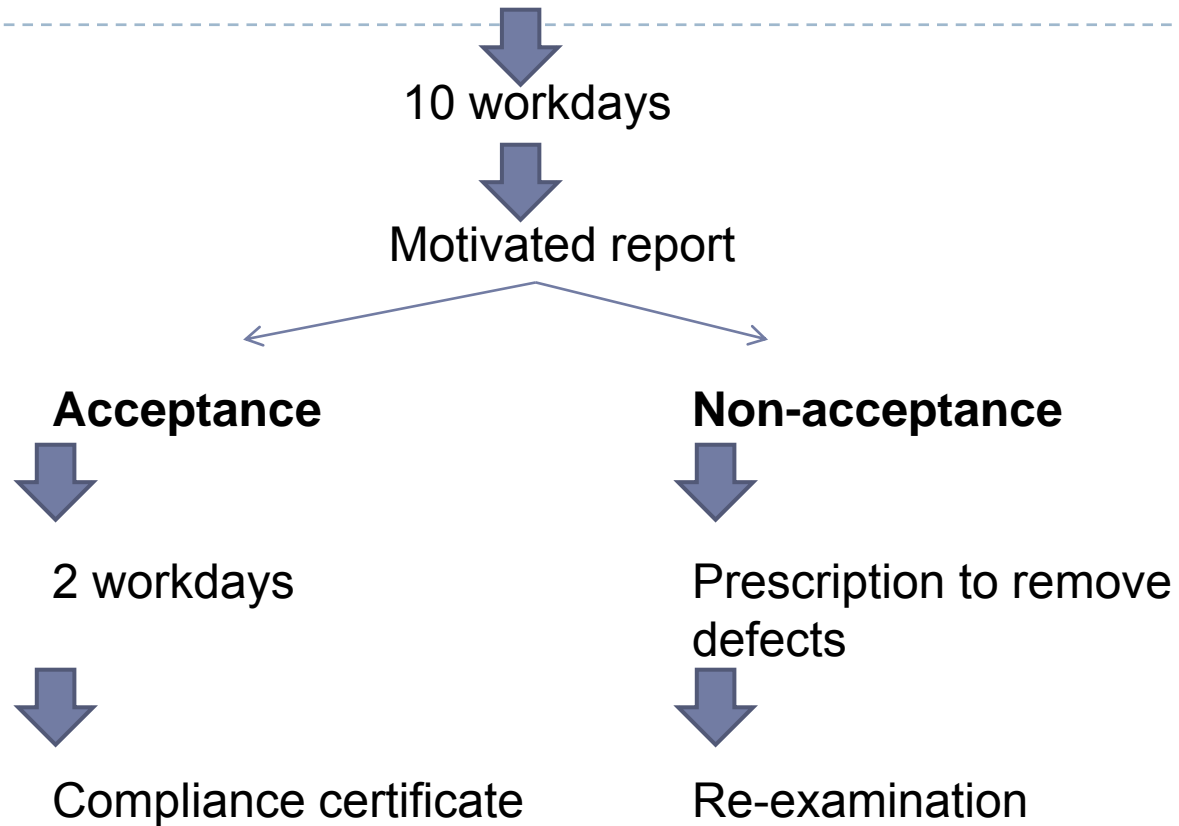 10 workdays
Motivated report
Acceptance
Non-acceptance
2 workdays
Prescription to remove
defects
Compliance certificate
Re-examination